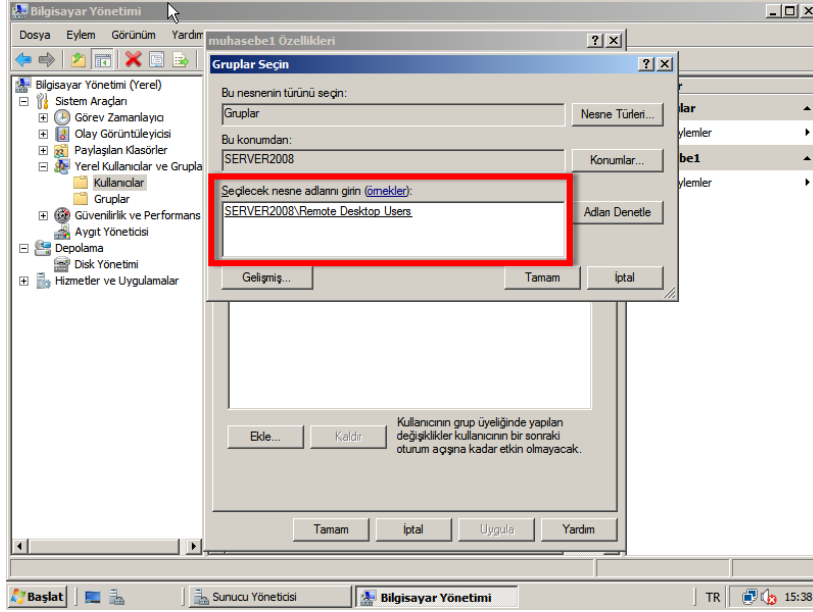 Bilgisayar Yönetimi
Dosya Eylem Görünüm Yardım
muhasebe1 Özellikleri
Gruplar Seçin
Bu nesnenin türünü seçin:
Gruplar
Nesne Türleri...
Bu konumdan:
SERVER2008
Konumlar...
Seçilecek nesne adlarını girin (örnekler):
SERVER2008\Remote Desktop Users
Adları Denetle
Gelişmiş...
Tamam
İptal
Bilgisayar Yönetimi (Yerel)
Sistem Araçları
Görev Zamanlayıcı
Olay Görüntüleyicisi
Paylaşılan Klasörler
Yerel Kullanıcılar ve Grupla
Kullanıcılar
Gruplar
Güvenilirlik ve Performans
Aygıt Yöneticisi
Depolama
Disk Yönetimi
Hizmetler ve Uygulamalar
lar
ylemler
be1
ylemler
Ekle...
Kaldır
Kullanıcının grup üyeliğinde yapılan
değişiklikler kullanıcının bir sonraki
oturum açışına kadar etkin olmayacak.
Tamam
İptal
Uygula
Yardım
Başlat
Sunucu Yöneticisi
Bilgisayar Yönetimi
TR
15:38